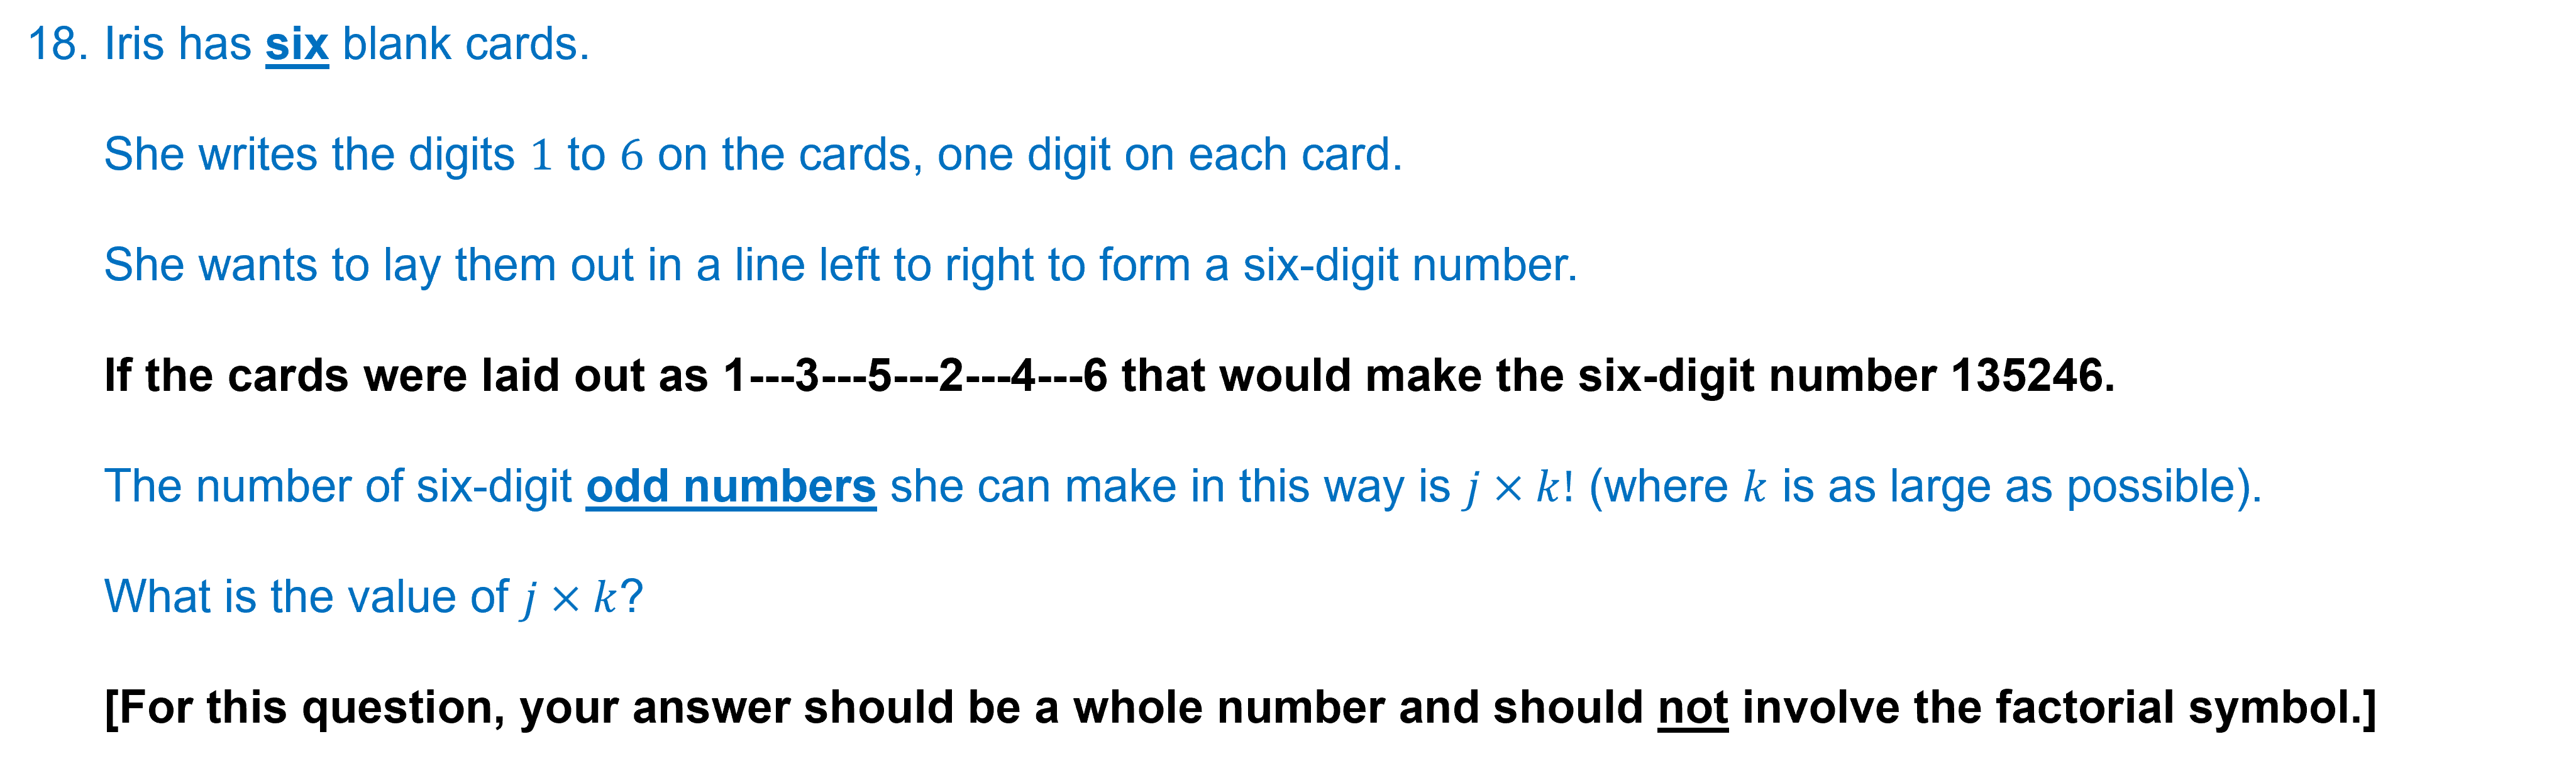 18. Iris has six blank cards.
She writes the digits 1 to 6 on the cards, one digit on each card.
She wants to lay them out in a line left to right to form a six-digit number.
If the cards were laid out as 1---3---5---2---4---6 that would make the six-digit number 135246.
The number of six-digit odd numbers she can make in this way is j × k! (where k is as large as possible).
What is the value of j × k?
[For this question, your answer should be a whole number and should not involve the factorial symbol.]